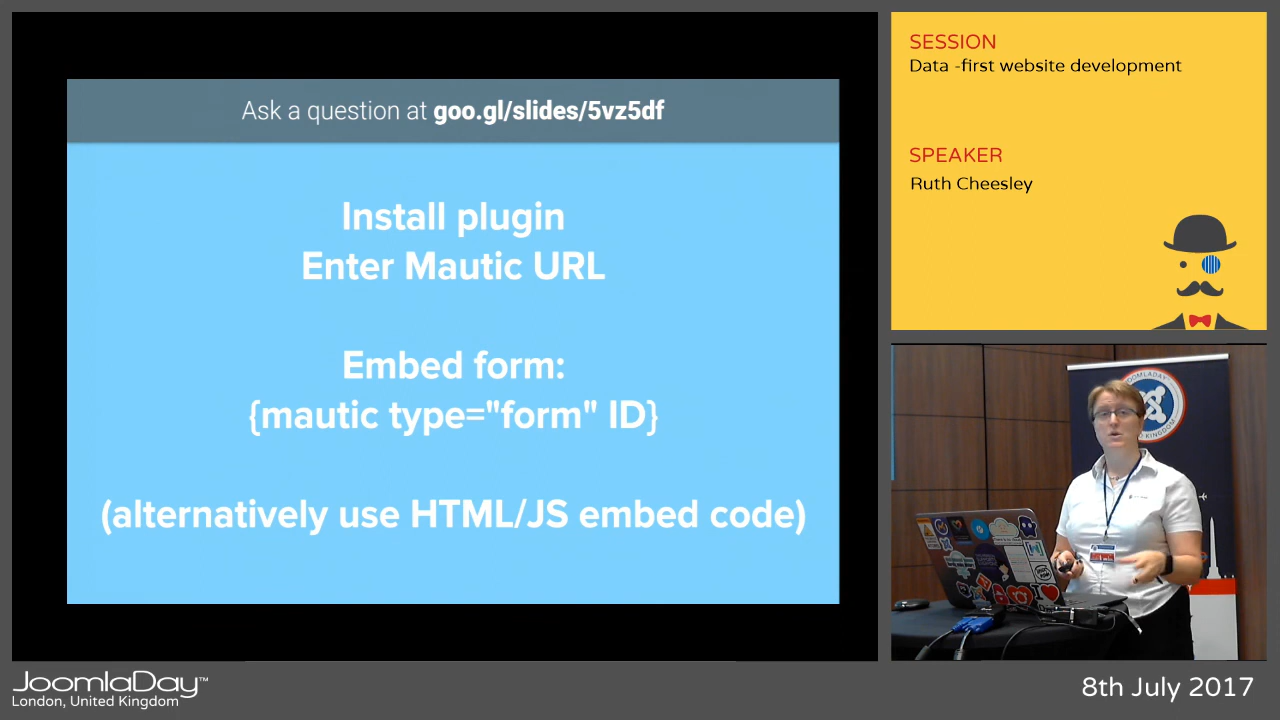 Ask a question at goo.gl/slides/5vz5df
Install plugin
Enter Mautic URL
Embed form:
{mautic type="form" ID}
(alternatively use HTML/JS embed code)
SESSION
Data -first website development
SPEAKER
Ruth Cheesley
JOOMLADAY
JoomlaDay™
London, United Kingdom
8th July 2017